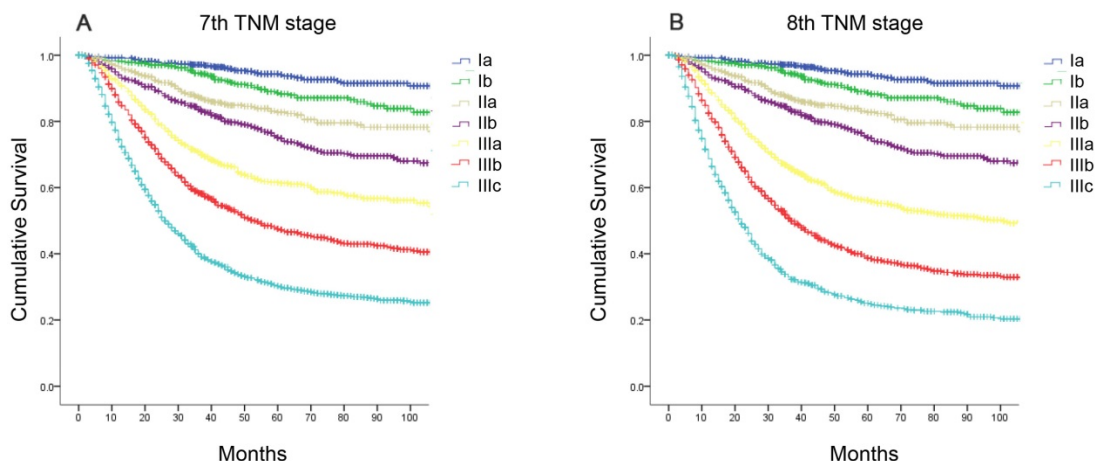 A
7th TNM stage
Cumulative Survival
1.0
0.8
0.6
0.4
0.2
0.0
0 10 20 30 40 50 60 70 80 90 100
Months
Ia
Ib
IIa
IIb
IIIa
IIIb
IIIc
B
8th TNM stage
Cumulative Survival
1.0
0.8
0.6
0.4
0.2
0.0
0 10 20 30 40 50 60 70 80 90 100
Months
Ia
Ib
IIa
IIb
IIIa
IIIb
IIIc